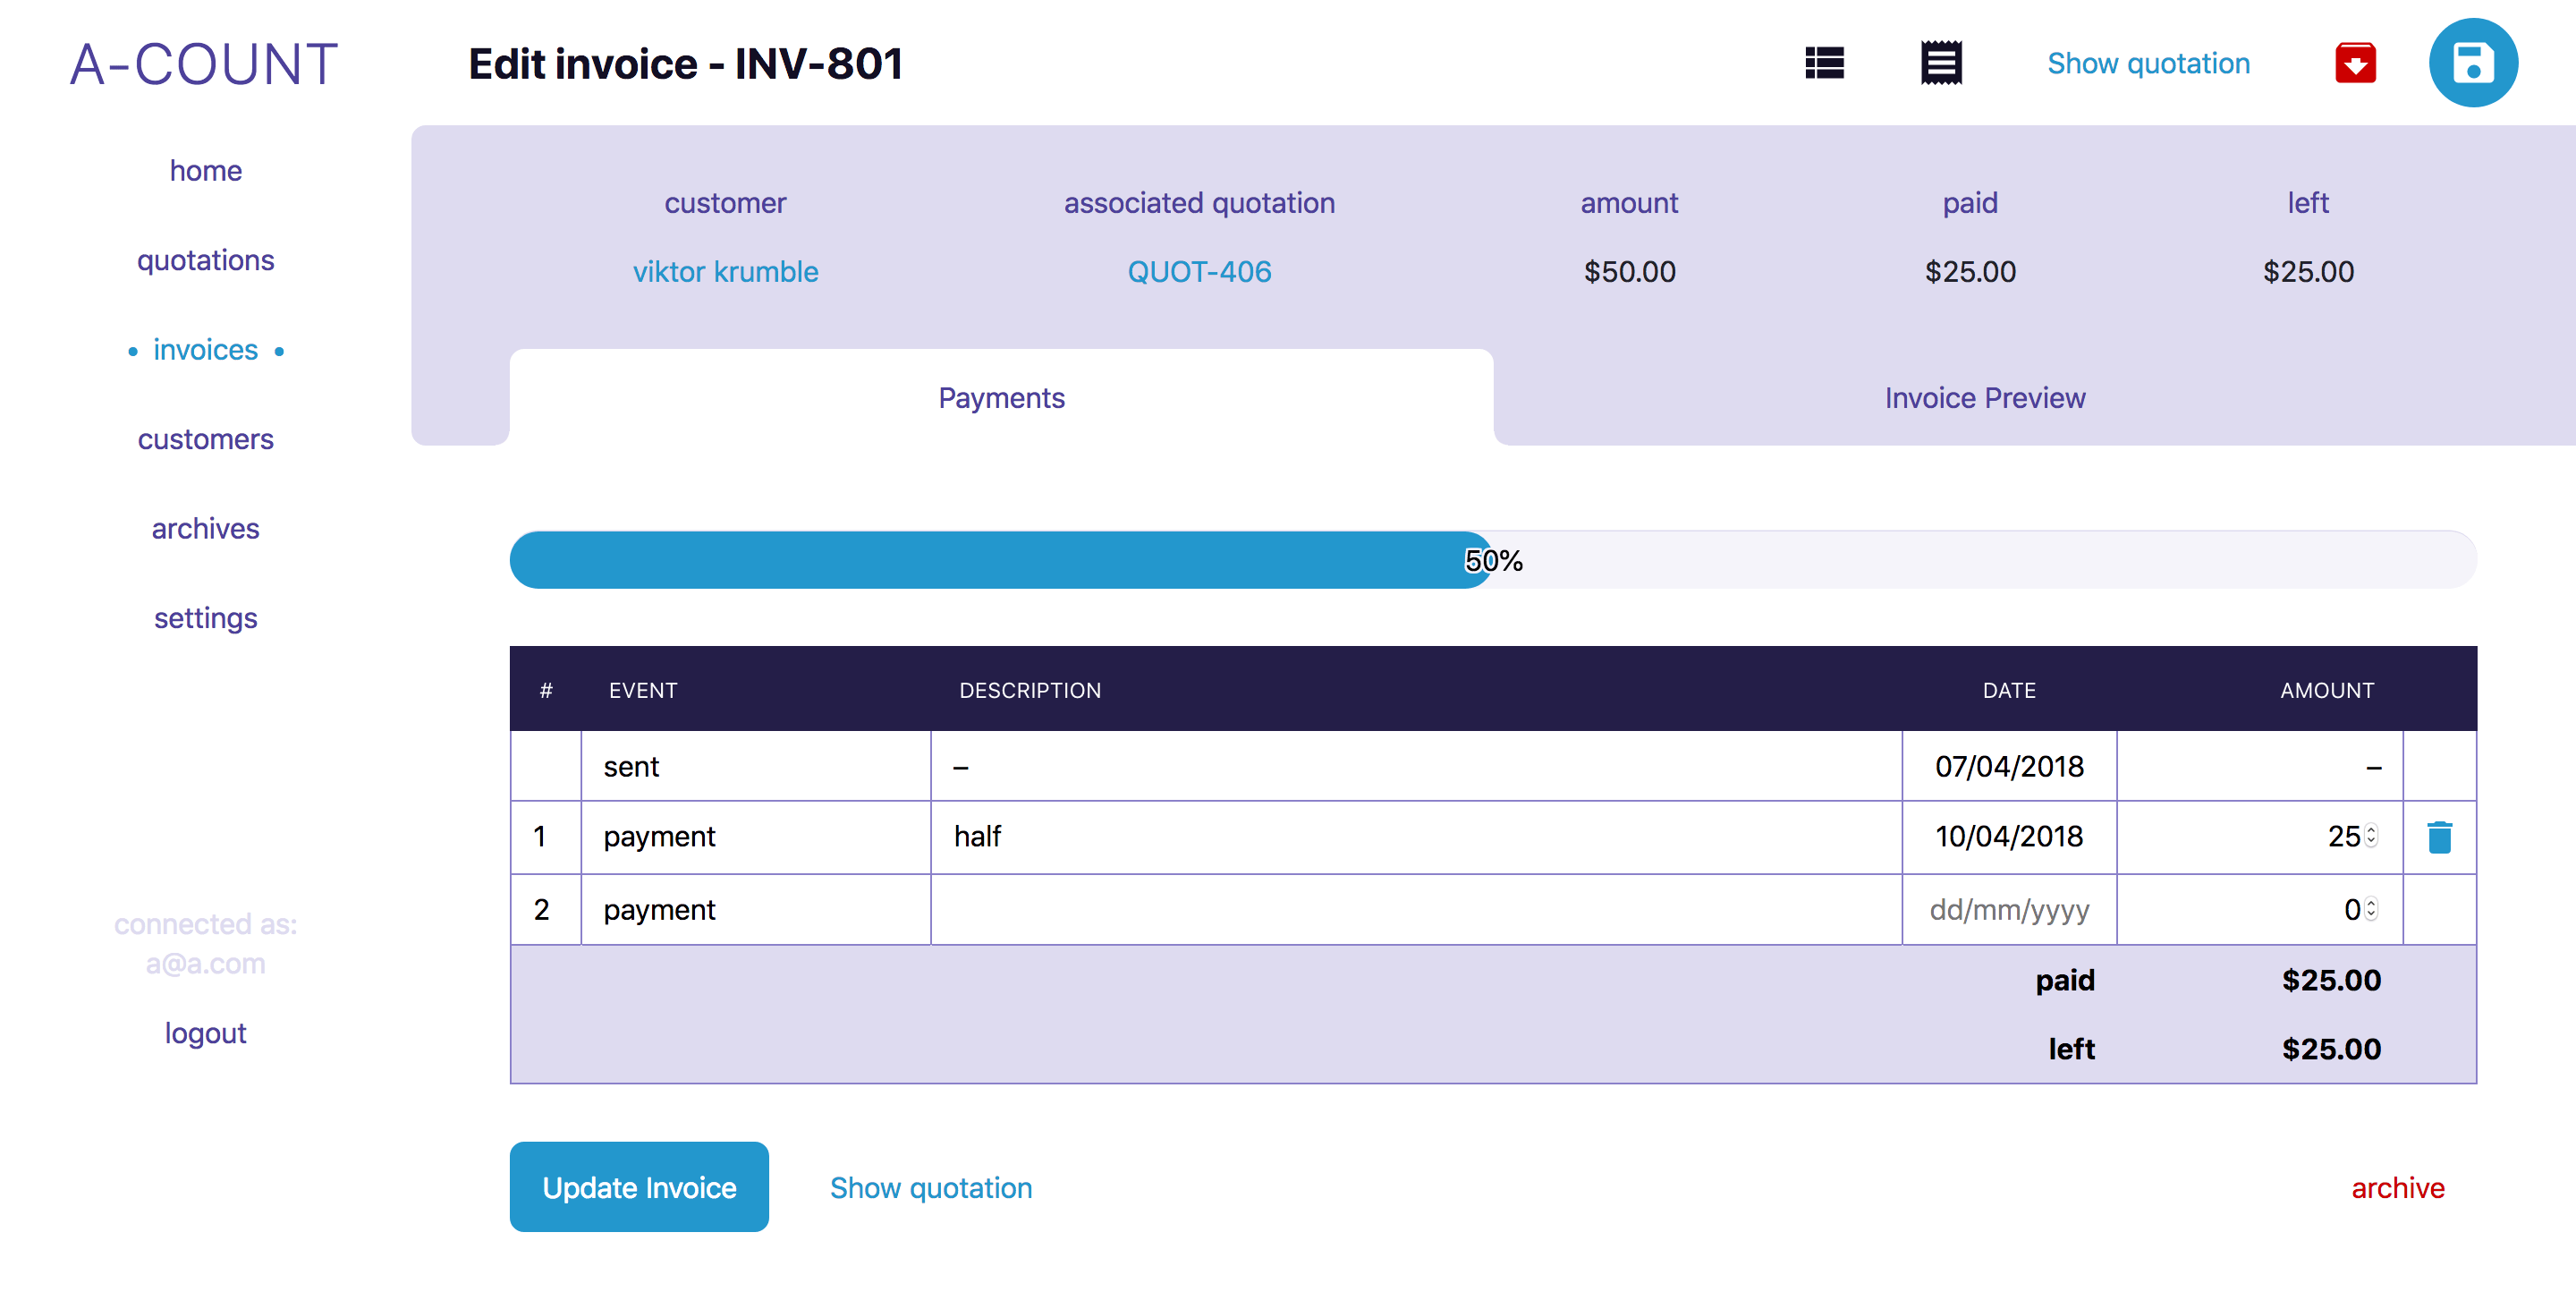 A-COUNT
Edit invoice - INV-801
Show quotation
home
quotations
• invoices •
customers
archives
settings
connected as:
a@a.com
logout
customer associated quotation amount paid left
viktor krumble QUOT-406 $50.00 $25.00 $25.00
Payments Invoice Preview
50%
# EVENT DESCRIPTION DATE AMOUNT
sent – 07/04/2018 –
1 payment half 10/04/2018 25
2 payment dd/mm/yyyy 0
paid $25.00
left $25.00
Update Invoice Show quotation archive